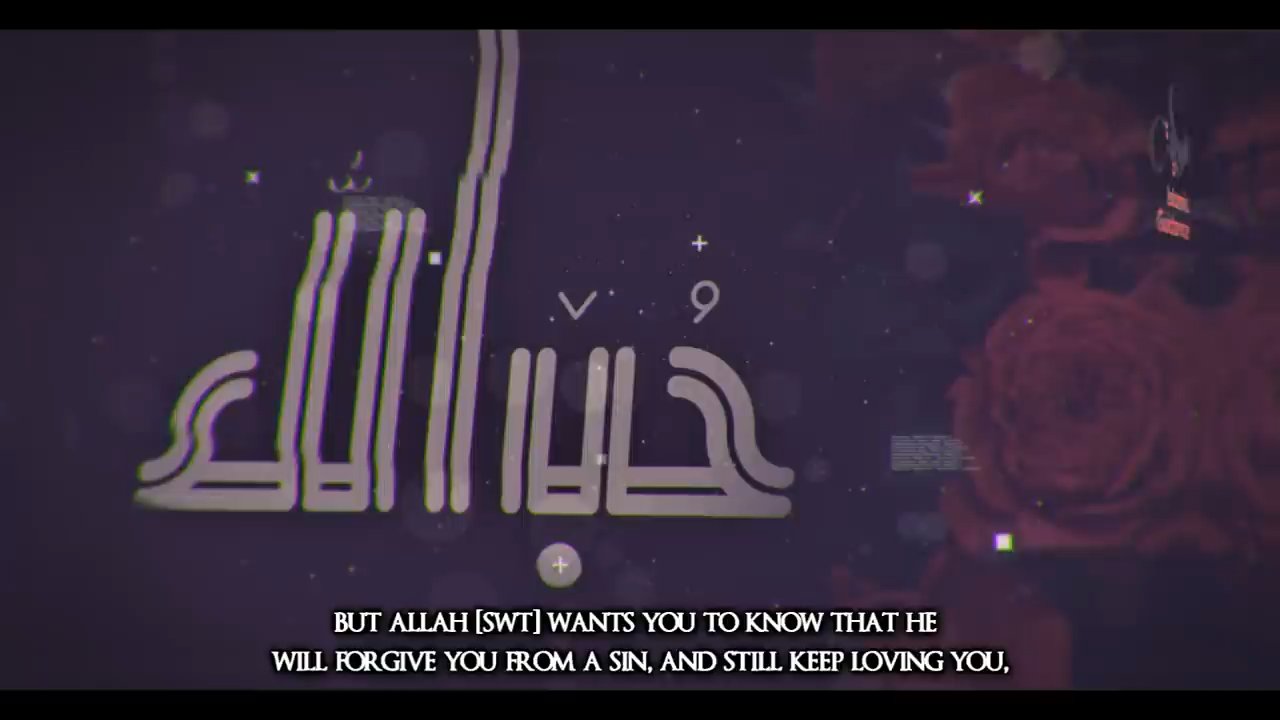 حُبّ اللّٰه
BUT ALLAH [SWT] WANTS YOU TO KNOW THAT HE
WILL FORGIVE YOU FROM A SIN, AND STILL KEEP LOVING YOU,